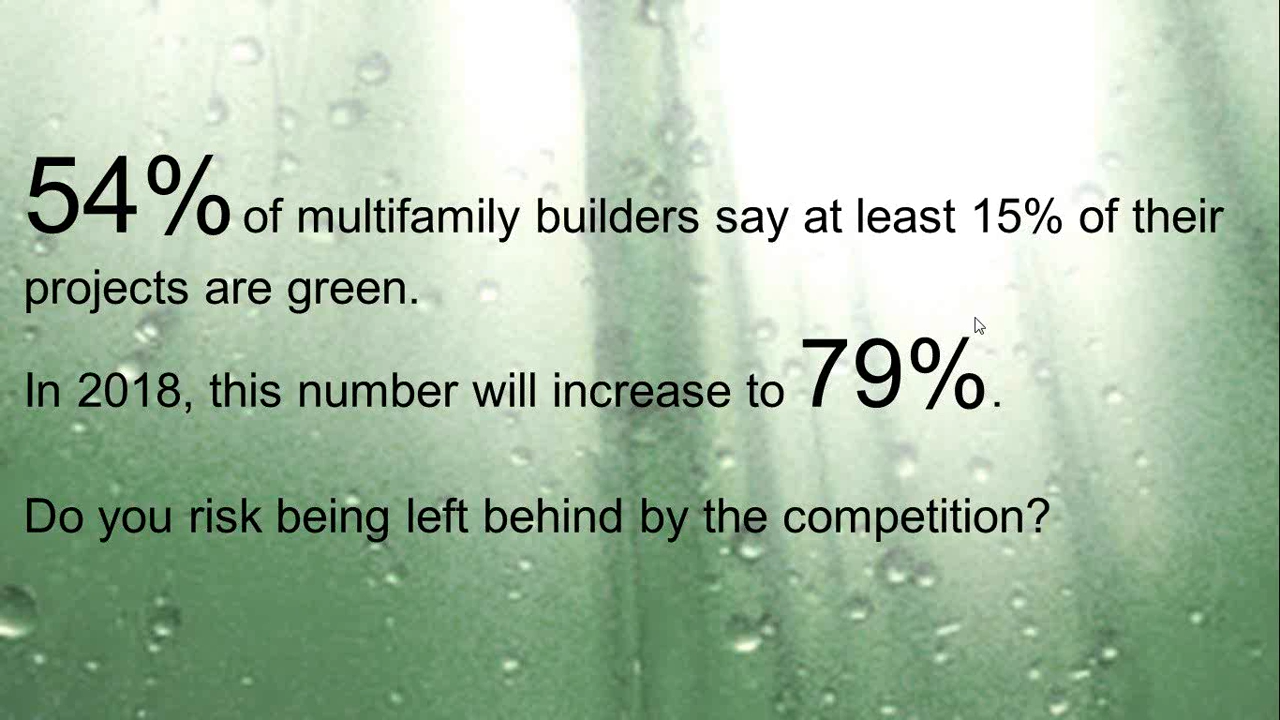 54% of multifamily builders say at least 15% of their
projects are green.
In 2018, this number will increase to 79%.
Do you risk being left behind by the competition?